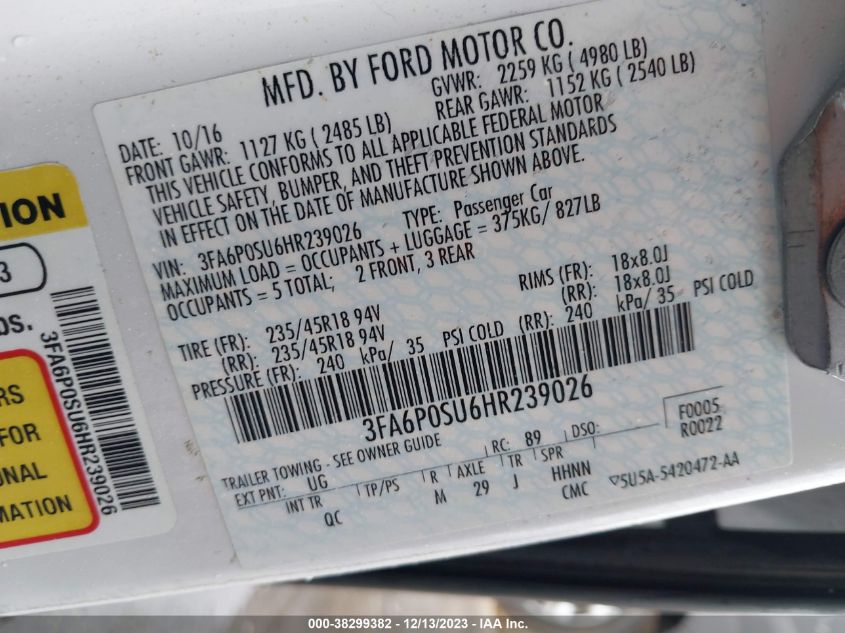 MFD. BY FORD MOTOR CO.
DATE: 10/16 GVWR: 2259 KG ( 4980 LB)
FRONT GAWR: 1127 KG ( 2485 LB) REAR GAWR: 1152 KG ( 2540 LB)
THIS VEHICLE CONFORMS TO ALL APPLICABLE FEDERAL MOTOR
VEHICLE SAFETY, BUMPER, AND THEFT PREVENTION STANDARDS
IN EFFECT ON THE DATE OF MANUFACTURE SHOWN ABOVE.
VIN: 3FA6P0SU6HR239026 TYPE: Passenger Car
MAXIMUM LOAD = OCCUPANTS + LUGGAGE = 375KG/ 827LB
OCCUPANTS = 5 TOTAL; 2 FRONT, 3 REAR
TIRE (FR): 235/45R18 94V RIMS (FR): 18x8.0J
(RR): 235/45R18 94V (RR): 18x8.0J
PRESSURE (FR): 240 kPa/ 35 PSI COLD (RR): 240 kPa/ 35 PSI COLD
3FA6P0SU6HR239026
TRAILER TOWING - SEE OWNER GUIDE RC: 89 DSO: F0005
EXT PNT: UG R0022
INT TR TP/PS R AXLE TR SPR
QC M 29 J HHNN
CMC 5U5A-5420472-AA
ION
3
DS.
3FA6P0SU6HR239026
RS
FOR
ONAL
MATION
000-38299382 - 12/13/2023 - IAA Inc.